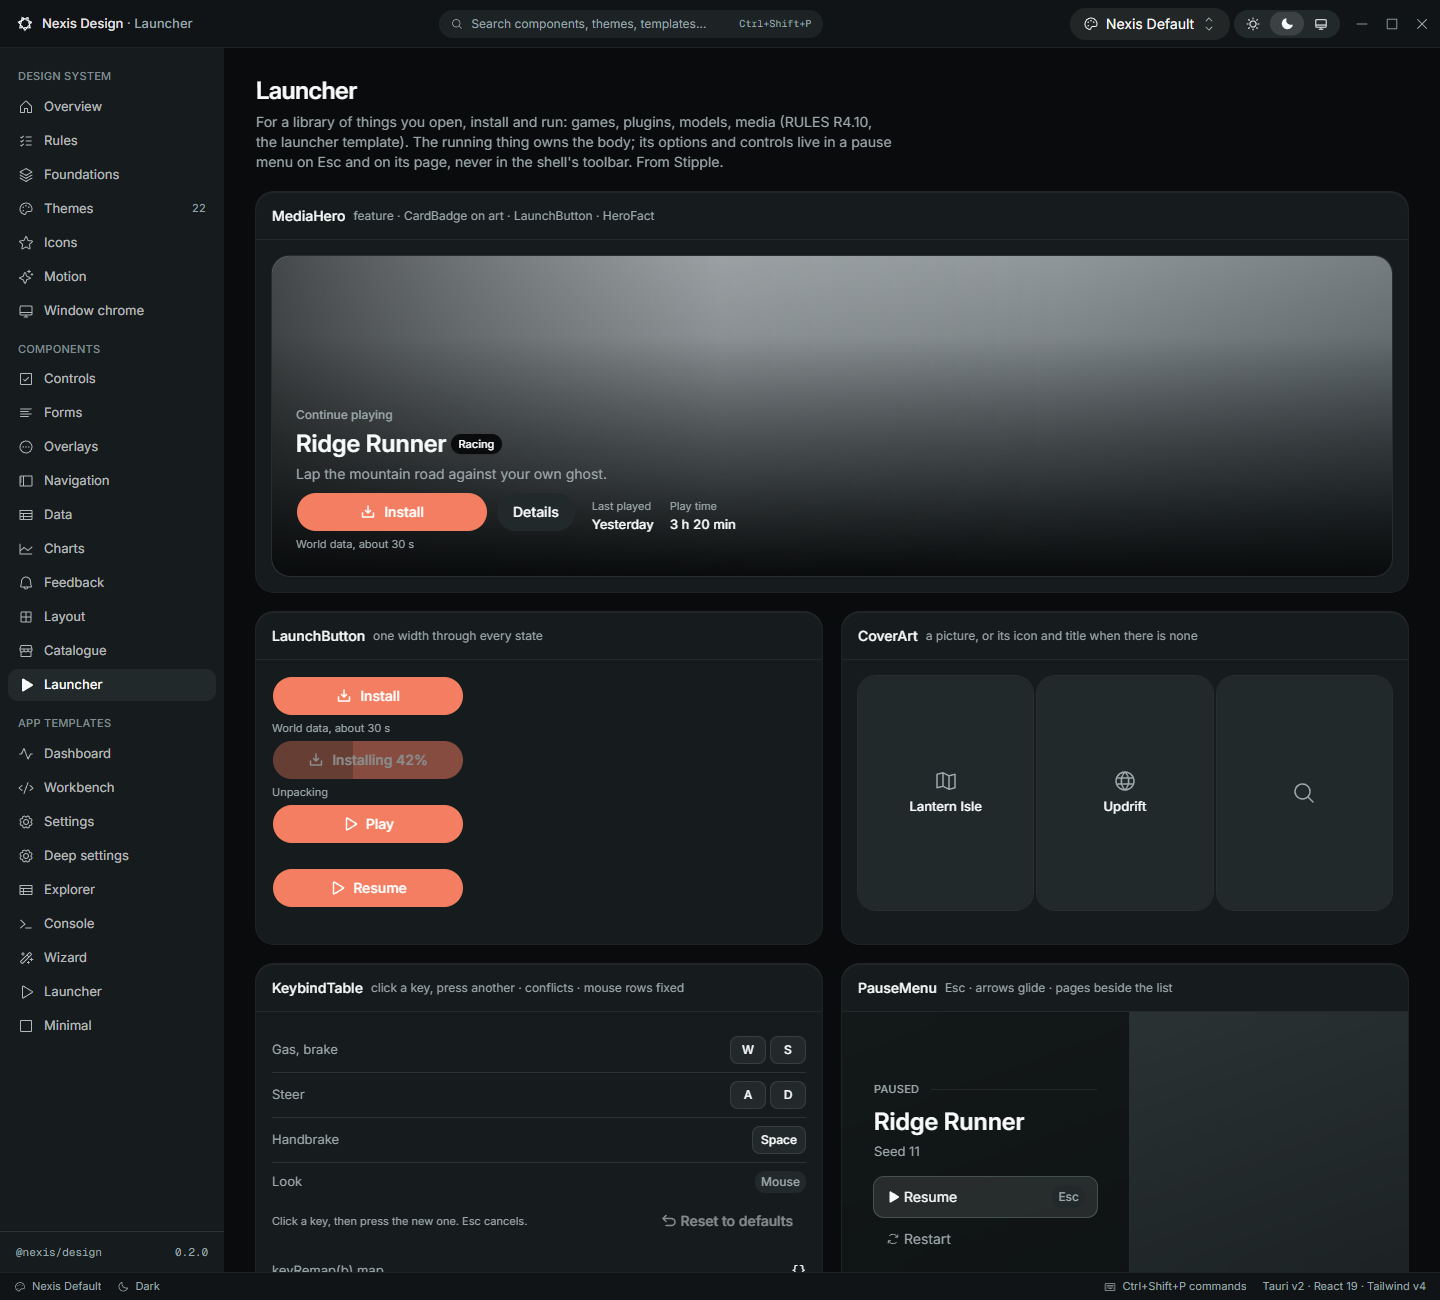 Nexis Design · Launcher
Search components, themes, templates...
Ctrl+Shift+P
Nexis Default
DESIGN SYSTEM
Overview
Rules
Foundations
Themes 22
Icons
Motion
Window chrome
COMPONENTS
Controls
Forms
Overlays
Navigation
Data
Charts
Feedback
Layout
Catalogue
Launcher
APP TEMPLATES
Dashboard
Workbench
Settings
Deep settings
Explorer
Console
Wizard
Launcher
Minimal
@nexis/design 0.2.0
Launcher
For a library of things you open, install and run: games, plugins, models, media (RULES R4.10,
the launcher template). The running thing owns the body; its options and controls live in a pause
menu on Esc and on its page, never in the shell's toolbar. From Stipple.
MediaHero feature · CardBadge on art · LaunchButton · HeroFact
Continue playing
Ridge Runner Racing
Lap the mountain road against your own ghost.
Install
Details
Last played
Yesterday
Play time
3 h 20 min
World data, about 30 s
LaunchButton one width through every state
Install
World data, about 30 s
Installing 42%
Unpacking
Play
Resume
CoverArt a picture, or its icon and title when there is none
Lantern Isle
Updrift
KeybindTable click a key, press another · conflicts · mouse rows fixed
Gas, brake W S
Steer A D
Handbrake Space
Look Mouse
Click a key, then press the new one. Esc cancels.
Reset to defaults
keyRemap(b).map {}
PauseMenu Esc · arrows glide · pages beside the list
PAUSED
Ridge Runner
Seed 11
Resume Esc
Restart
Nexis Default
Dark
Ctrl+Shift+P commands
Tauri v2 · React 19 · Tailwind v4